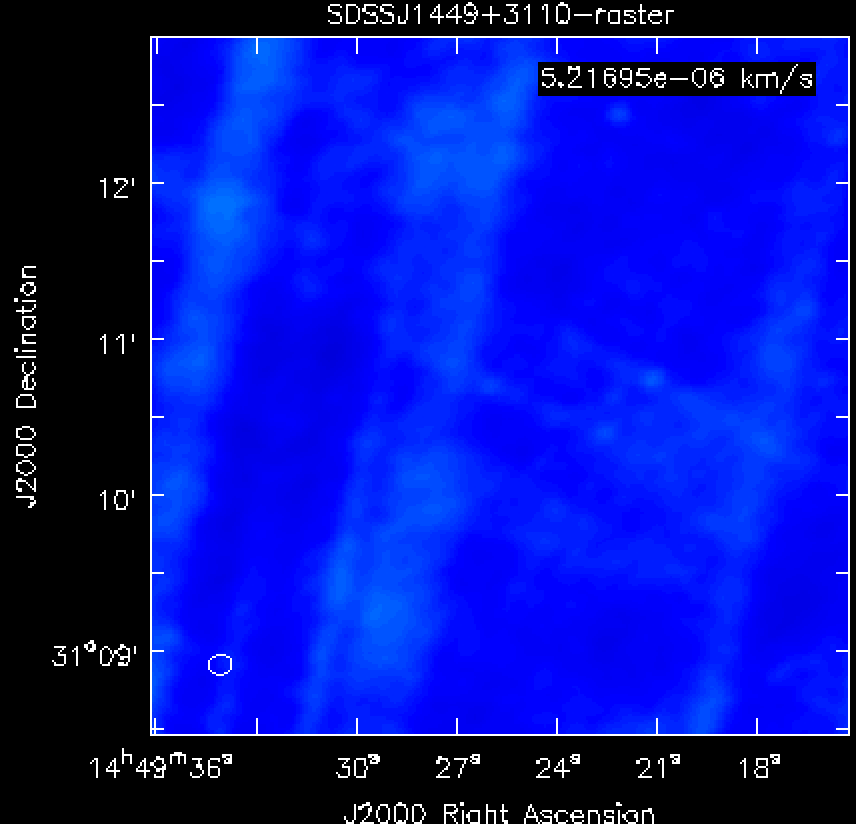 SDSSJ1449+3110-raster
5.21695e-06 km/s
12'
11'
10'
31°09'
14ʰ49ᵐ36ˢ 30ˢ 27ˢ 24ˢ 21ˢ 18ˢ
J2000 Declination
J2000 Right Ascension